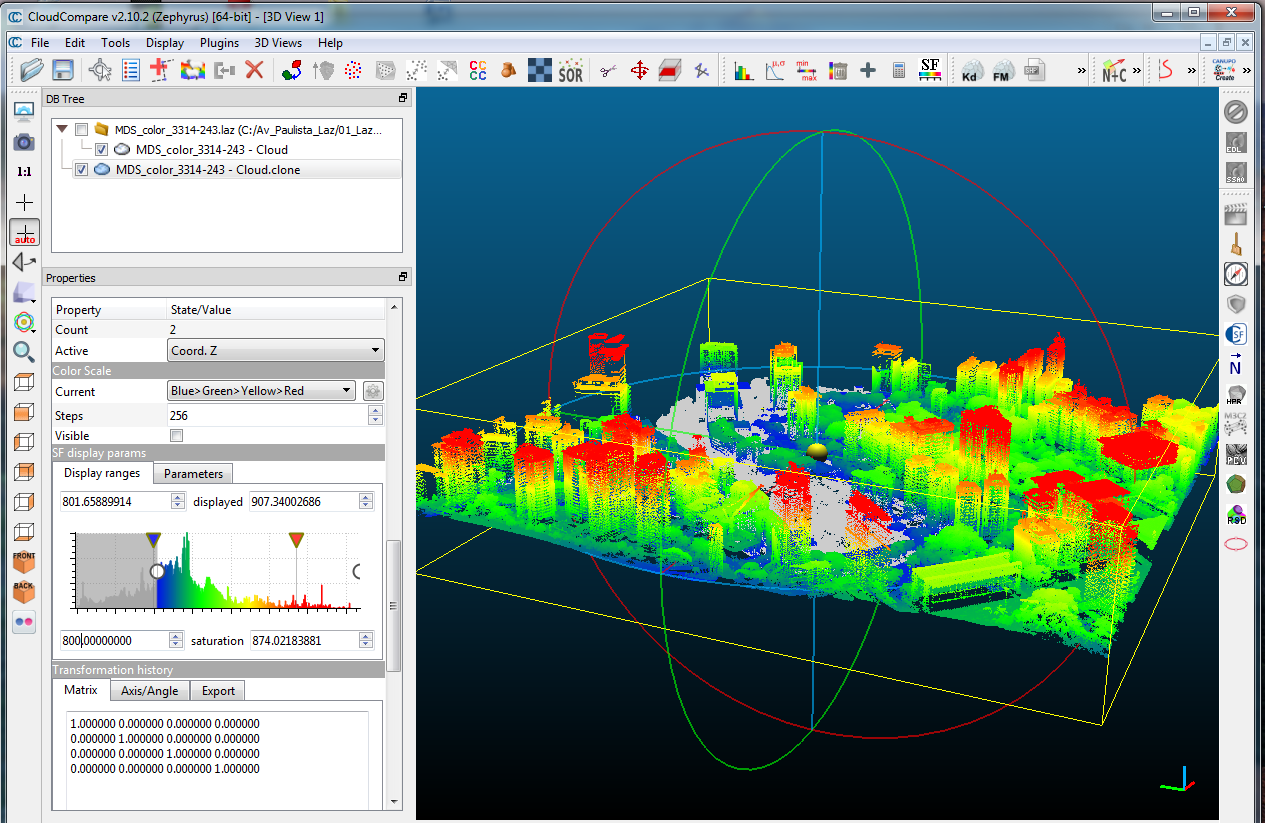 CloudCompare v2.10.2 (Zephyrus) [64-bit] - [3D View 1]
File Edit Tools Display Plugins 3D Views Help
C C C C SOR min max μ,σ SF Kd FM SRF » N+C » » CANUPO Create »
DB Tree
MDS_color_3314-243.laz (C:/Av_Paulista_Laz/01_Laz...
MDS_color_3314-243 - Cloud
MDS_color_3314-243 - Cloud.clone
1:1
auto
FRONT
BACK
Properties
Property State/Value
Count 2
Active Coord. Z
Color Scale
Current Blue>Green>Yellow>Red
Steps 256
Visible
SF display params
Display ranges Parameters
801.65889914 displayed 907.34002686
800.00000000 saturation 874.02183881
Transformation history
Matrix Axis/Angle Export
1.000000 0.000000 0.000000 0.000000
0.000000 1.000000 0.000000 0.000000
0.000000 0.000000 1.000000 0.000000
0.000000 0.000000 0.000000 1.000000
EDL
SSAO
SF
N
HPR
M3C2
PCV
RSD